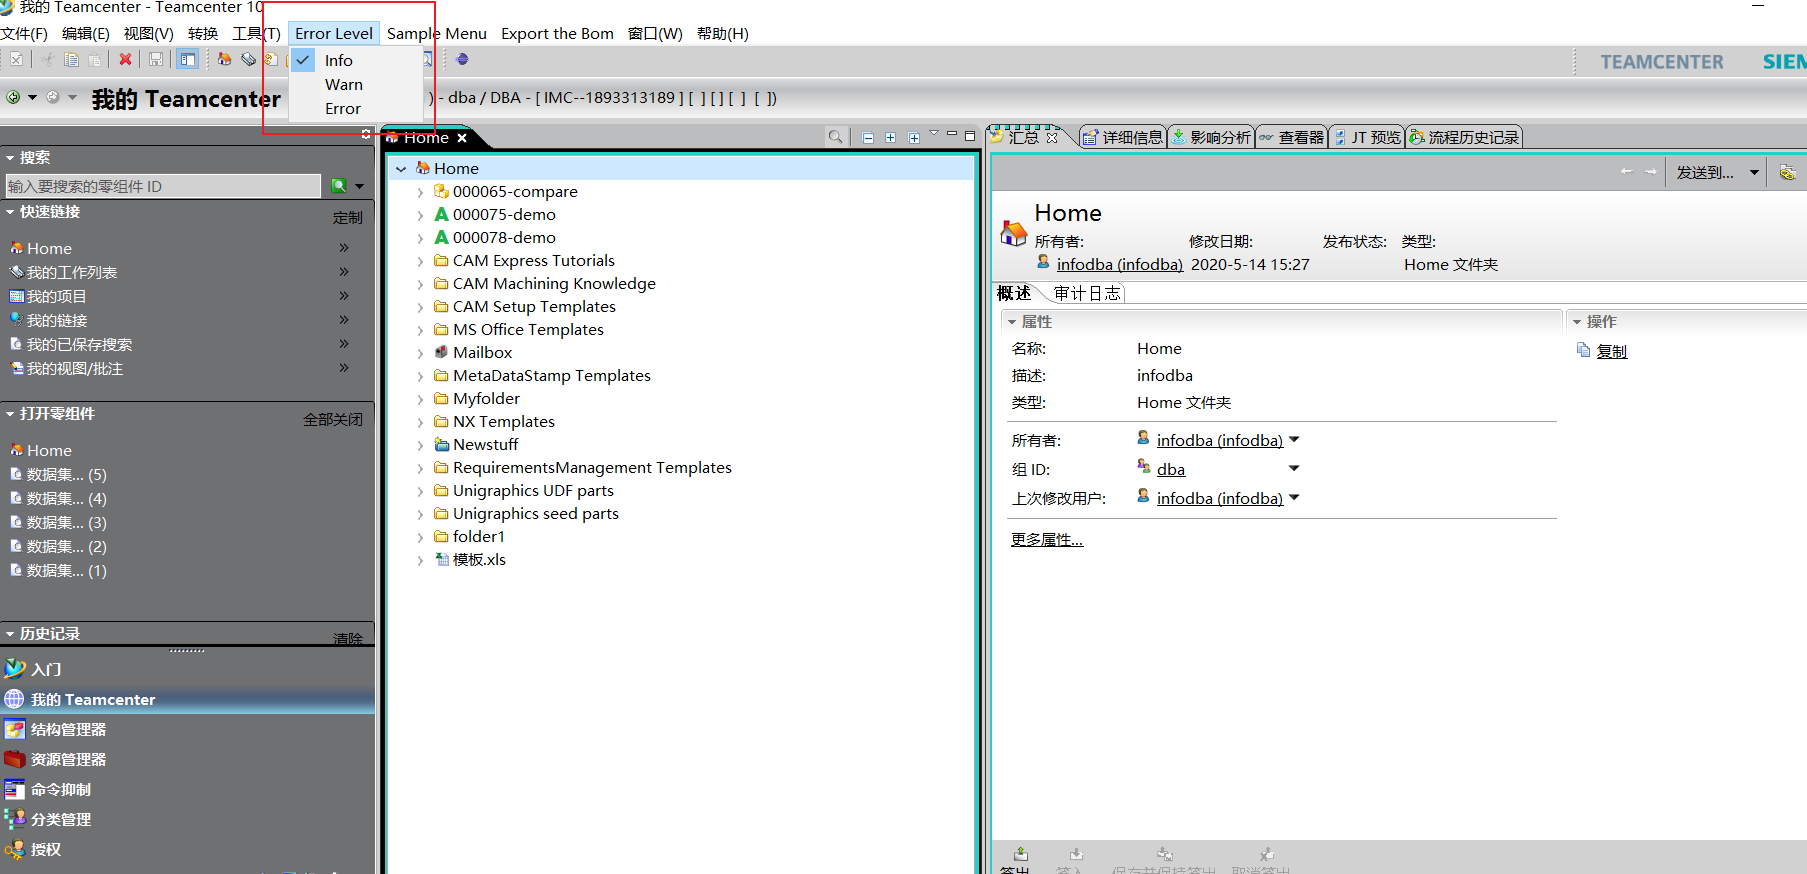 我的 Teamcenter - Teamcenter 10
文件(F) 编辑(E) 视图(V) 转换 工具(T) Error Level Sample Menu Export the Bom 窗口(W) 帮助(H)
Info
Warn
Error
TEAMCENTER SIEM
我的 Teamcenter ) - dba / DBA - [ IMC--1893313189 ] [ ] [ ] [ ] [ ])
搜索
输入要搜索的零组件 ID
快速链接 定制
Home
我的工作列表
我的项目
我的链接
我的已保存搜索
我的视图/批注
打开零组件 全部关闭
Home
数据集... (5)
数据集... (4)
数据集... (3)
数据集... (2)
数据集... (1)
历史记录 清除
入门
我的 Teamcenter
结构管理器
资源管理器
命令抑制
分类管理
授权
Home
Home
000065-compare
000075-demo
000078-demo
CAM Express Tutorials
CAM Machining Knowledge
CAM Setup Templates
MS Office Templates
Mailbox
MetaDataStamp Templates
Myfolder
NX Templates
Newstuff
RequirementsManagement Templates
Unigraphics UDF parts
Unigraphics seed parts
folder1
模板.xls
汇总 详细信息 影响分析 查看器 JT 预览 流程历史记录
发送到...
Home
所有者: 修改日期: 发布状态: 类型:
infodba (infodba) 2020-5-14 15:27 Home 文件夹
概述 审计日志
属性
名称: Home
描述: infodba
类型: Home 文件夹
所有者: infodba (infodba)
组 ID: dba
上次修改用户: infodba (infodba)
更多属性...
操作
复制
签出 签入 保存并保持签出 取消签出